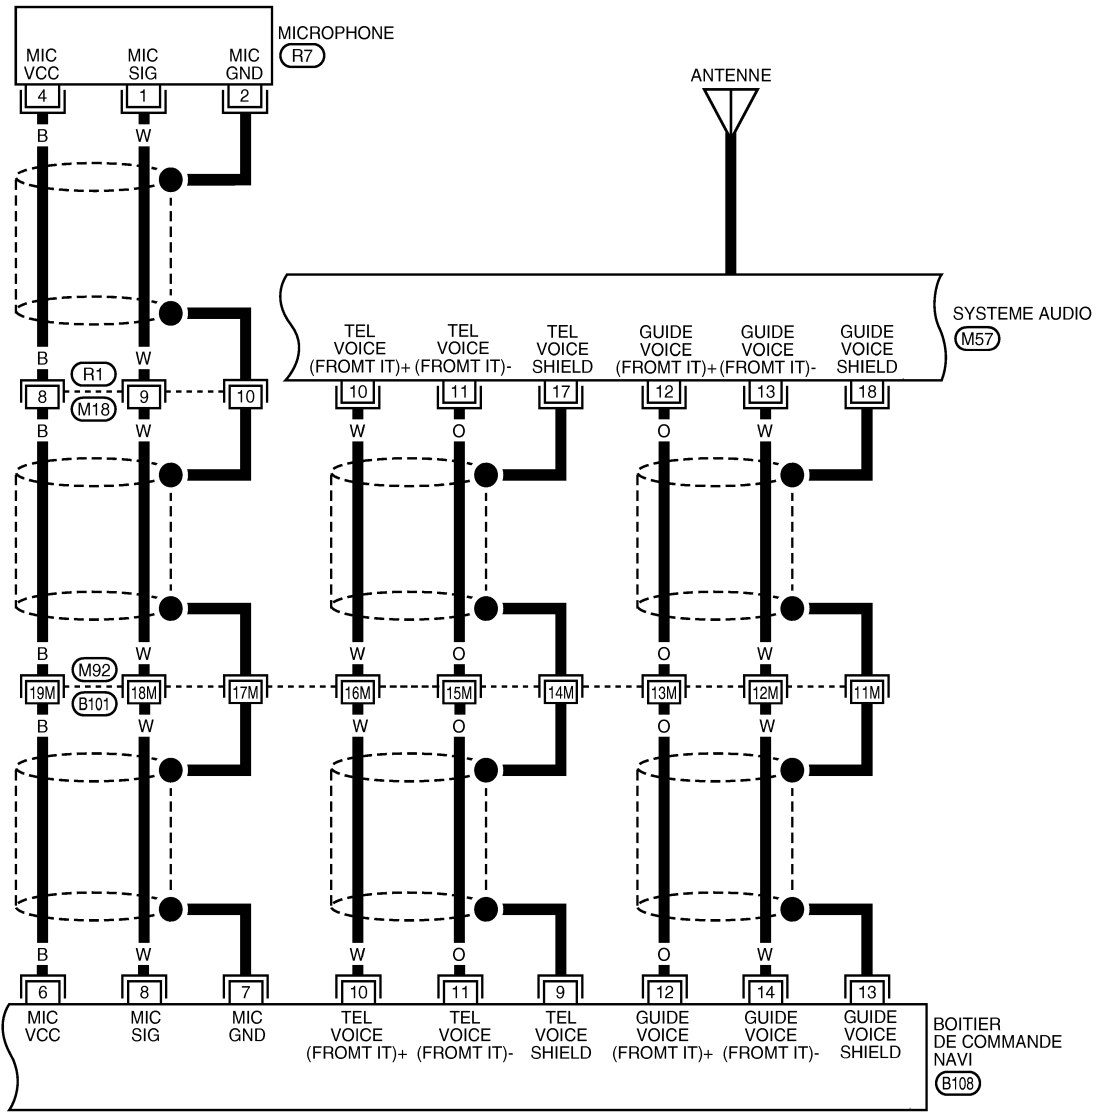 MICROPHONE
R7
MIC
VCC
MIC
SIG
MIC
GND
4
1
2
B
W
ANTENNE
SYSTEME AUDIO
M57
TEL
VOICE
(FROMT IT)+
TEL
VOICE
(FROMT IT)-
TEL
VOICE
SHIELD
GUIDE
VOICE
(FROMT IT)+
GUIDE
VOICE
(FROMT IT)-
GUIDE
VOICE
SHIELD
B
W
R1
8
9
10
M18
10
11
17
12
13
18
B
W
W
O
O
W
B
W
W
O
O
W
M92
19M
18M
17M
16M
15M
14M
13M
12M
11M
B101
B
W
W
O
O
W
B
W
W
O
O
W
6
8
7
10
11
9
12
14
13
MIC
VCC
MIC
SIG
MIC
GND
TEL
VOICE
(FROMT IT)+
TEL
VOICE
(FROMT IT)-
TEL
VOICE
SHIELD
GUIDE
VOICE
(FROMT IT)+
GUIDE
VOICE
(FROMT IT)-
GUIDE
VOICE
SHIELD
BOITIER
DE COMMANDE
NAVI
B108